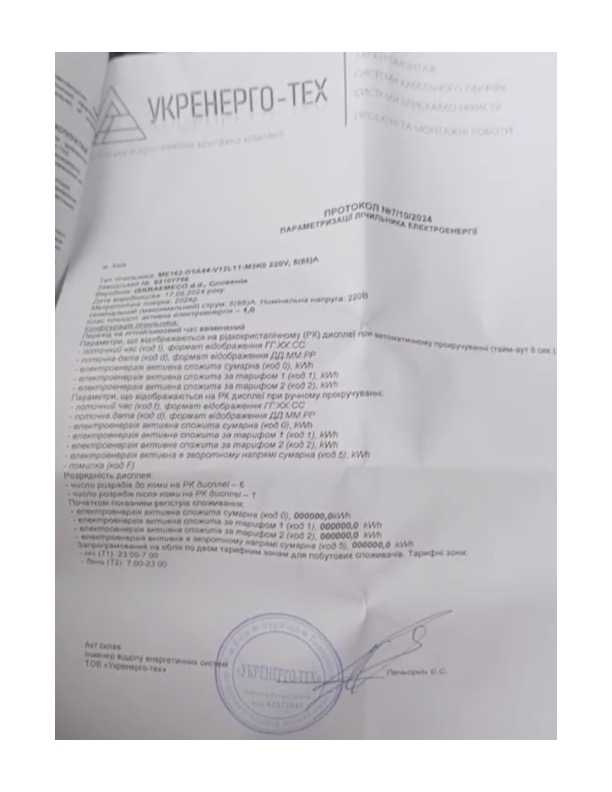 УКРЕНЕРГО-ТЕХ
ПРОДАЖ ТА МОНТАЖНІ РОБОТИ
ПРОТОКОЛ №7/10/2024
ПАРАМЕТРИЗАЦІЇ ЛІЧИЛЬНИКА ЕЛЕКТРОЕНЕРГІЇ
м. Київ
Тип лічильника: ME162-D1A44-V12L11-M3K0 220V, 5(85)A
Заводський №:
Виробник: ISKRAEMECO d.d., Словенія
Дата виробництва: 17.06.2024 року
Метрологічна повірка: 2024р.
Номінальний (максимальний) струм: 5(85)А. Номінальна напруга: 220В
Клас точності: активна електроенергія – 1,0
Конфігурація лічильника:
Перехід на літній/зимовий час ввімкнений
Параметри, що відображаються на рідкокристалічному (РК) дисплеї при автоматичному прокручуванні (тайм-аут 8 сек.)
- поточний час (код t), формат відображення ГГ:ХХ:СС
- поточна дата (код d), формат відображення ДД.ММ.РР
- електроенергія активна спожита сумарна (код 0), kWh
- електроенергія активна спожита за тарифом 1 (код 1), kWh
- електроенергія активна спожита за тарифом 2 (код 2), kWh
Параметри, що відображаються на РК дисплеї при ручному прокручуванні:
- поточний час (код t), формат відображення ГГ:ХХ:СС
- поточна дата (код d), формат відображення ДД.ММ.РР
- електроенергія активна спожита сумарна (код 0), kWh
- електроенергія активна спожита за тарифом 1 (код 1), kWh
- електроенергія активна спожита за тарифом 2 (код 2), kWh
- електроенергія активна в зворотному напрямі сумарна (код 5), kWh
- помилка (код F)
Розрядність дисплея:
- число розрядів до коми на РК дисплеї – 6
- число розрядів після коми на РК дисплеї – 1
Початкові показники регістрів споживання:
- електроенергія активна спожита сумарна (код 0), 000000,0kWh
- електроенергія активна спожита за тарифом 1 (код 1), 000000,0 kWh
- електроенергія активна спожита за тарифом 2 (код 2), 000000,0 kWh
- електроенергія активна в зворотному напрямі сумарна (код 5), 000000,0 kWh
Запрограмований на облік по двом тарифним зонам для побутових споживачів. Тарифні зони:
- ніч (Т1) 23.00-7.00
- День (Т2) 7.00-23.00
Акт склав:
Інженер відділу енергетичних систем
ТОВ «Укренерго-тех»
«УКРЕНЕРГО-ТЕХ»